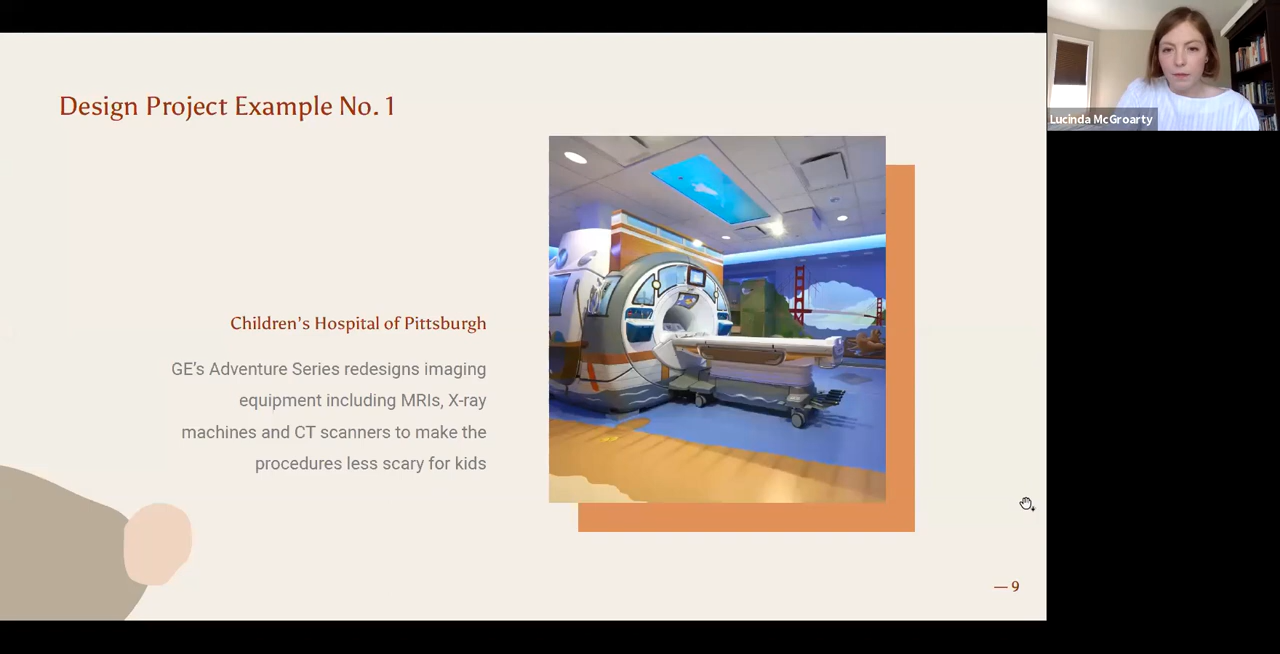 Design Project Example No. 1
Children's Hospital of Pittsburgh
GE's Adventure Series redesigns imaging
equipment including MRIs, X-ray
machines and CT scanners to make the
procedures less scary for kids
— 9
Lucinda McGroarty